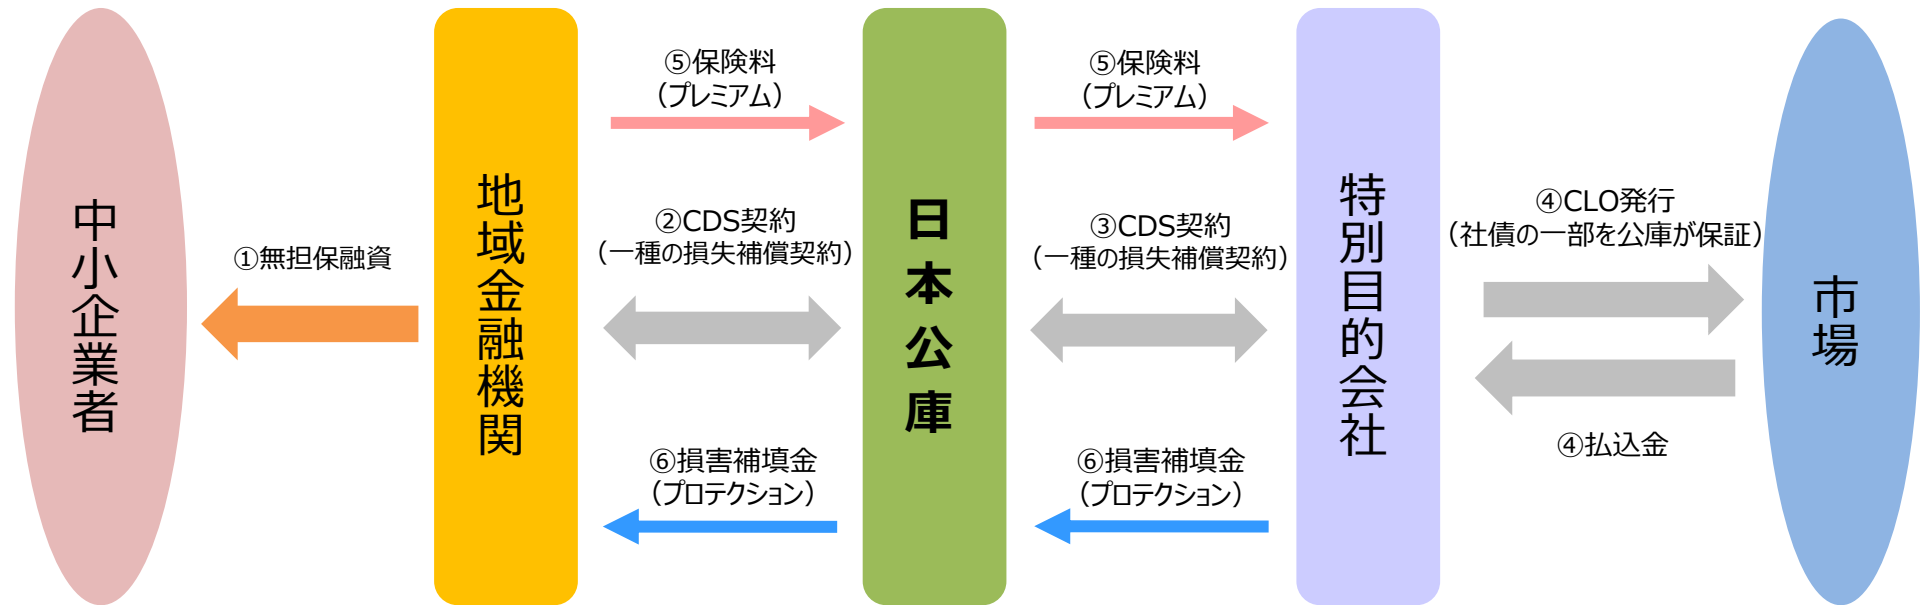 中小企業者
①無担保融資
地域金融機関
⑤保険料
（プレミアム）
②CDS契約
（一種の損失補償契約）
⑥損害補填金
（プロテクション）
日本公庫
⑤保険料
（プレミアム）
③CDS契約
（一種の損失補償契約）
⑥損害補填金
（プロテクション）
特別目的会社
④CLO発行
（社債の一部を公庫が保証）
④払込金
市場